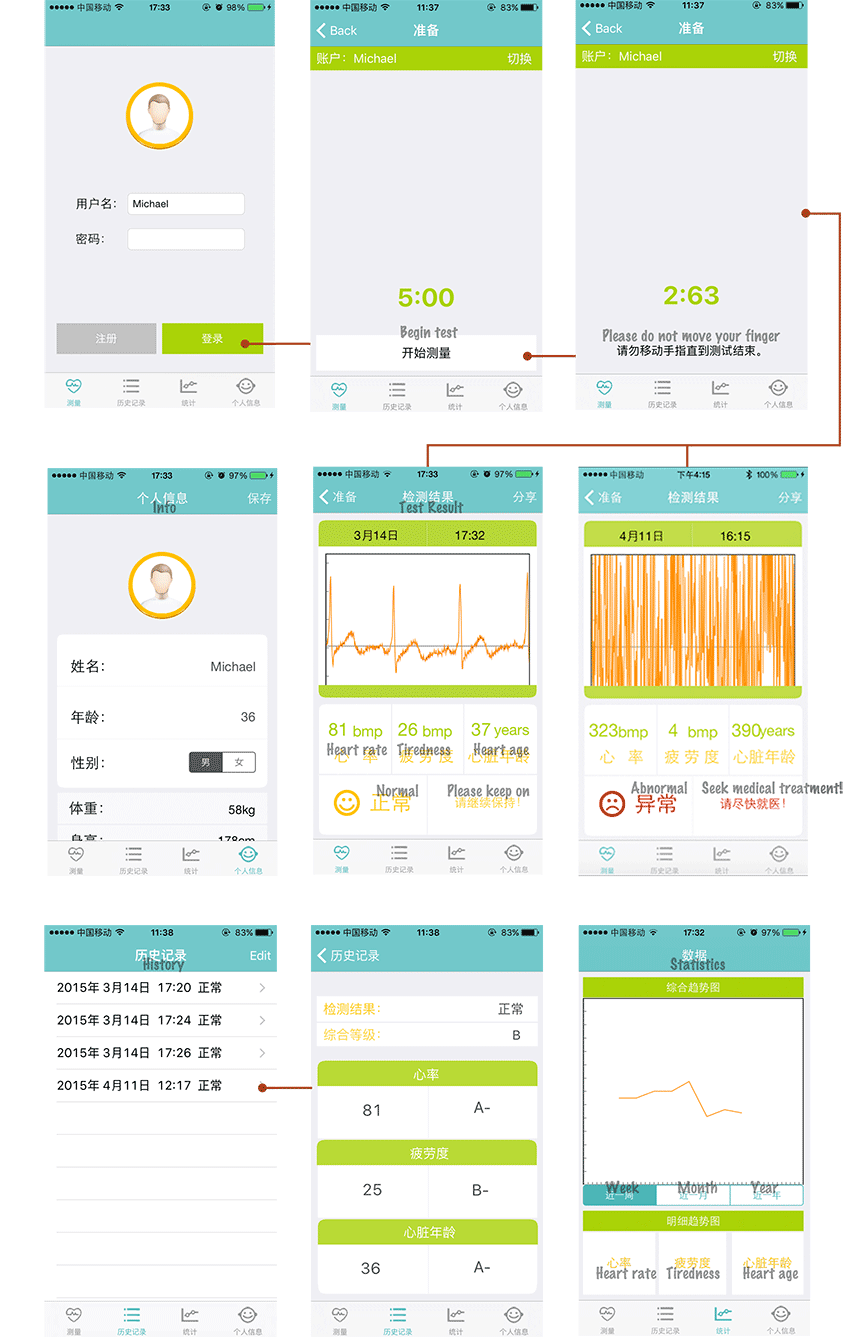 中国移动 17:33 98%
用户名： Michael
密码：
注册 登录
测量 历史记录 统计 个人信息
中国移动 11:37 83%
Back 准备
账户：Michael 切换
5:00
Begin test
开始测量
测量 历史记录 统计 个人信息
中国移动 11:37 83%
Back 准备
账户：Michael 切换
2:63
Please do not move your finger
请勿移动手指直到测试结束。
测量 历史记录 统计 个人信息
中国移动 17:33 97%
个人信息 保存
Info
姓名： Michael
年龄： 36
性别： 男 女
体重： 58kg
身高： 178cm
测量 历史记录 统计 个人信息
中国移动 17:33 97%
准备 检测结果 分享
Test Result
3月14日 17:32
81 bmp 26 bmp 37 years
Heart rate Tiredness Heart age
心 率 疲劳度 心脏年龄
Normal Please keep on
正常 请继续保持！
测量 历史记录 统计 个人信息
中国移动 下午4:15 100%
准备 检测结果 分享
4月11日 16:15
323bmp 4 bmp 390years
心 率 疲劳度 心脏年龄
Abnormal Seek medical treatment!
异常 请尽快就医！
测量 历史记录 统计 个人信息
中国移动 11:38 83%
历史记录 Edit
History
2015年 3月14日 17:20 正常
2015年 3月14日 17:24 正常
2015年 3月14日 17:26 正常
2015年 4月11日 12:17 正常
测量 历史记录 统计 个人信息
中国移动 11:38 83%
历史记录
检测结果： 正常
综合等级： B
心率
81 A-
疲劳度
25 B-
心脏年龄
36 A-
测量 历史记录 统计 个人信息
中国移动 17:32 97%
数据
Statistics
综合趋势图
Week Month Year
近一周 近一月 近一年
明细趋势图
心率 疲劳度 心脏年龄
Heart rate Tiredness Heart age
测量 历史记录 统计 个人信息